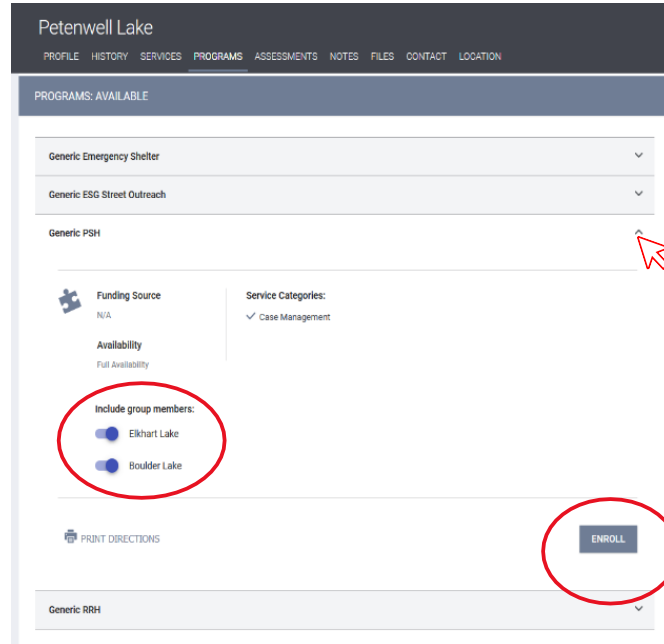 Petenwell Lake
PROFILE HISTORY SERVICES PROGRAMS ASSESSMENTS NOTES FILES CONTACT LOCATION
PROGRAMS: AVAILABLE
Generic Emergency Shelter
Generic ESG Street Outreach
Generic PSH
Funding Source
N/A
Service Categories:
Case Management
Availability
Full Availability
Include group members:
Elkhart Lake
Boulder Lake
PRINT DIRECTIONS
ENROLL
Generic RRH